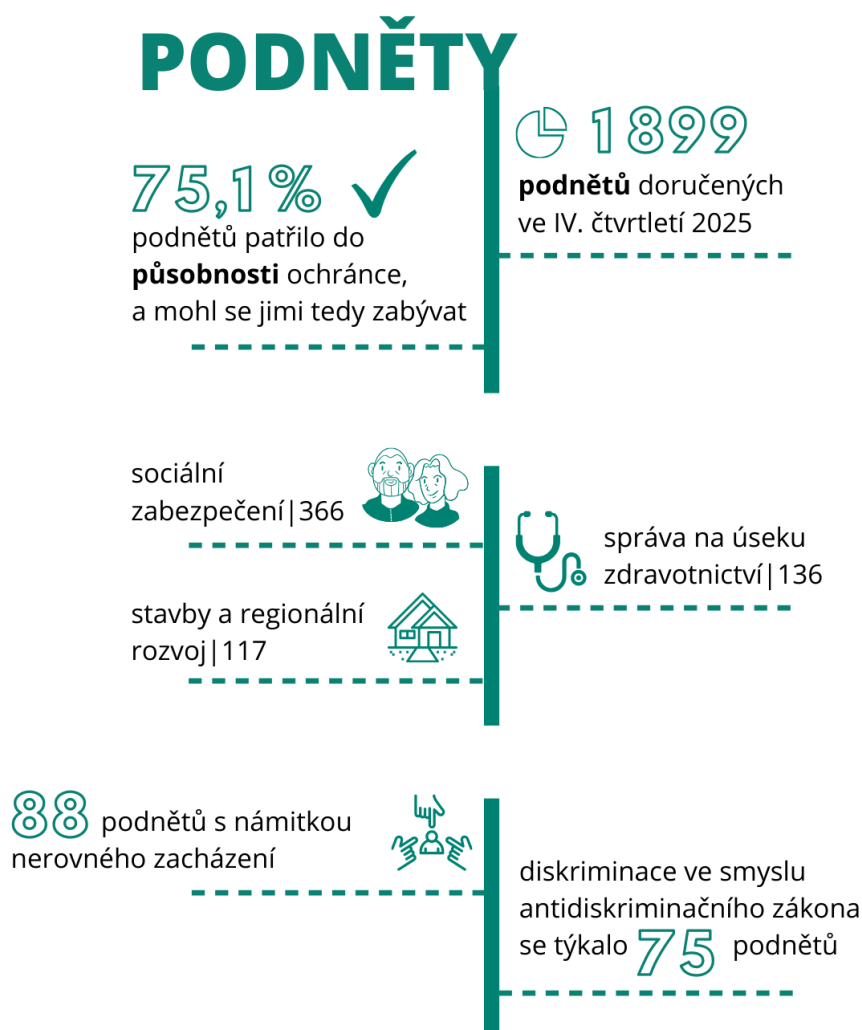 PODNĚTY
1899
podnětů doručených
ve IV. čtvrtletí 2025
75,1%
podnětů patřilo do
působnosti ochránce,
a mohl se jimi tedy zabývat
sociální
zabezpečení|366
správa na úseku
zdravotnictví|136
stavby a regionální
rozvoj|117
88 podnětů s námitkou
nerovného zacházení
diskriminace ve smyslu
antidiskriminačního zákona
se týkalo 75 podnětů